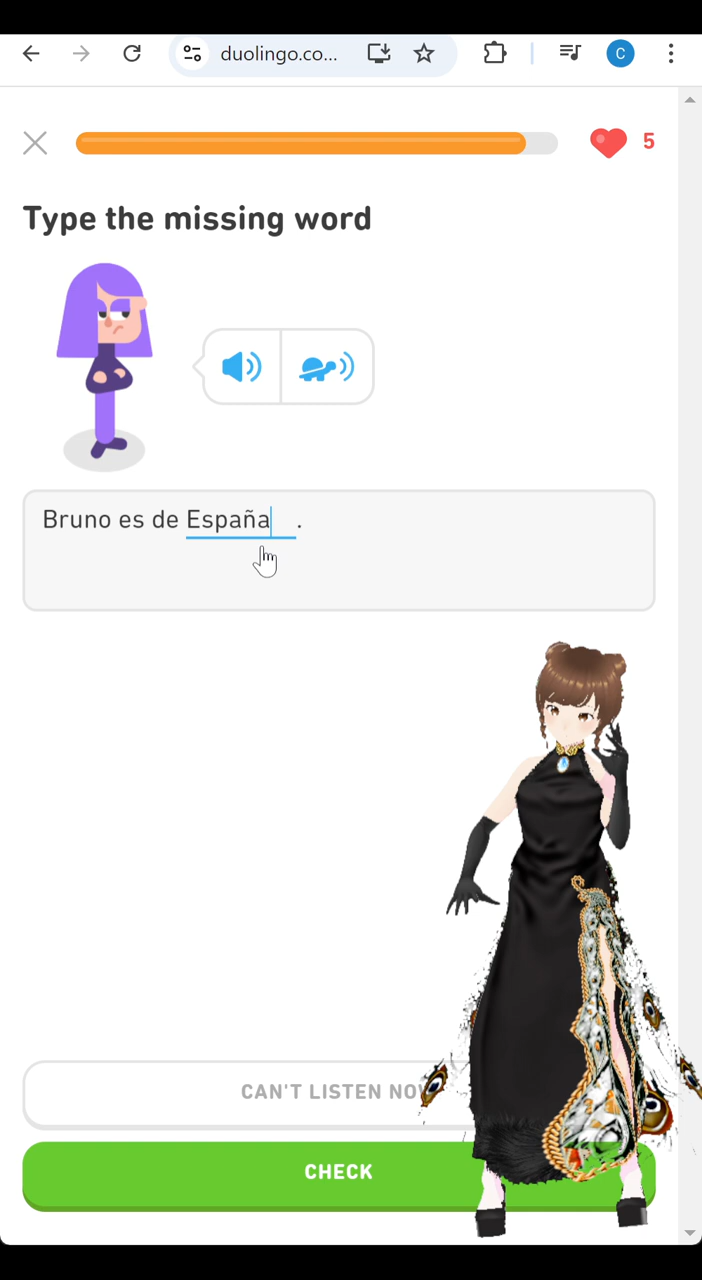 duolingo.co...
C
5
Type the missing word
Bruno es de España.
CAN'T LISTEN NO
CHECK